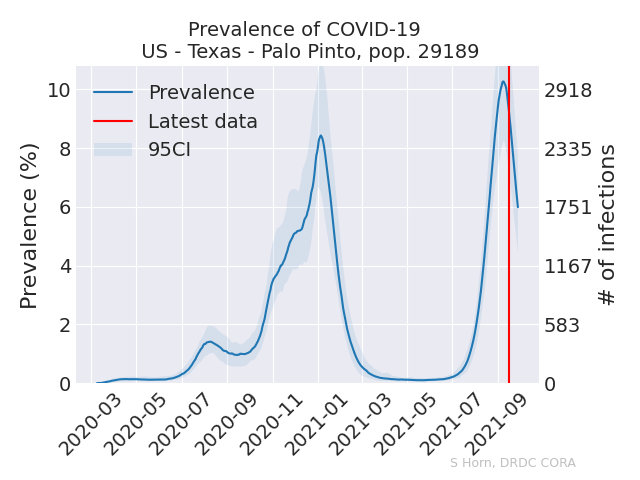 Prevalence of COVID-19
US - Texas - Palo Pinto, pop. 29189
Prevalence (%)
10
8
6
4
2
0
Prevalence
Latest data
95CI
2918
2335
1751
1167
583
0
# of infections
2020-03
2020-05
2020-07
2020-09
2020-11
2021-01
2021-03
2021-05
2021-07
2021-09
S Horn, DRDC CORA